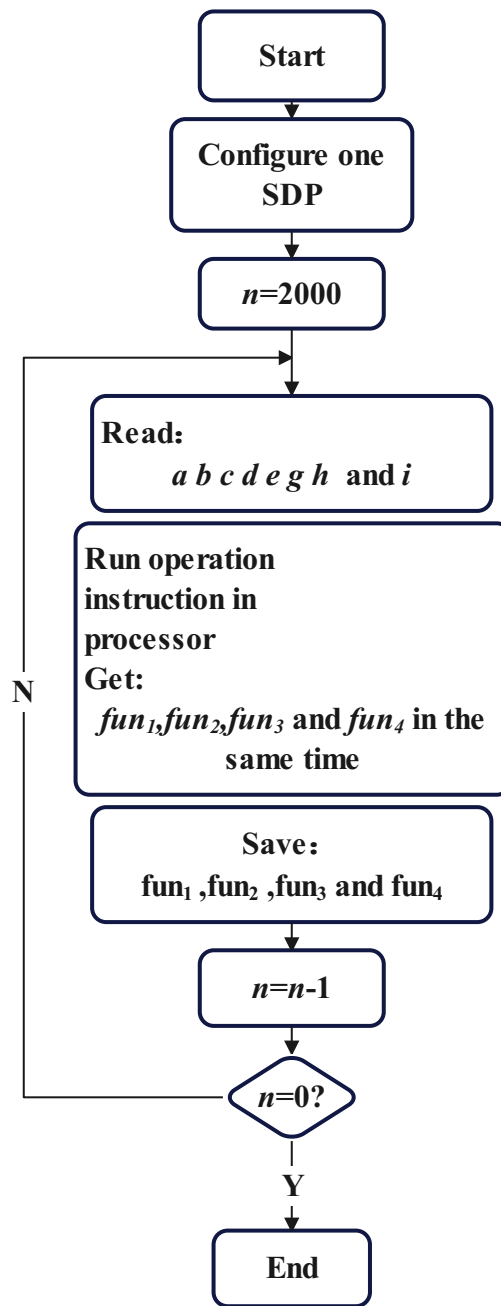 Start
Configure one
SDP
n=2000
Read：
a b c d e g h and i
Run operation
instruction in
processor
Get:
fun₁,fun₂,fun₃ and fun₄ in the
same time
N
Save：
fun₁ ,fun₂ ,fun₃ and fun₄
n=n-1
n=0?
Y
End